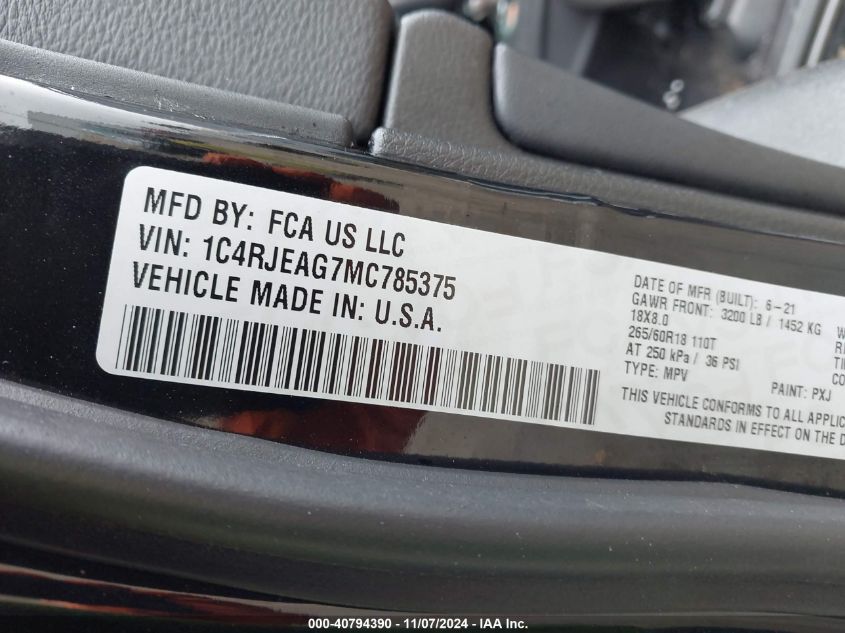 MFD BY: FCA US LLC
VIN: 1C4RJEAG7MC785375
VEHICLE MADE IN: U.S.A.
DATE OF MFR (BUILT): 6-21
GAWR FRONT: 3200 LB / 1452 KG
18X8.0
265/60R18 110T
AT 250 kPa / 36 PSI
TYPE: MPV
PAINT: PXJ
THIS VEHICLE CONFORMS TO ALL APPLIC
STANDARDS IN EFFECT ON THE D
000-40794390 - 11/07/2024 - IAA Inc.